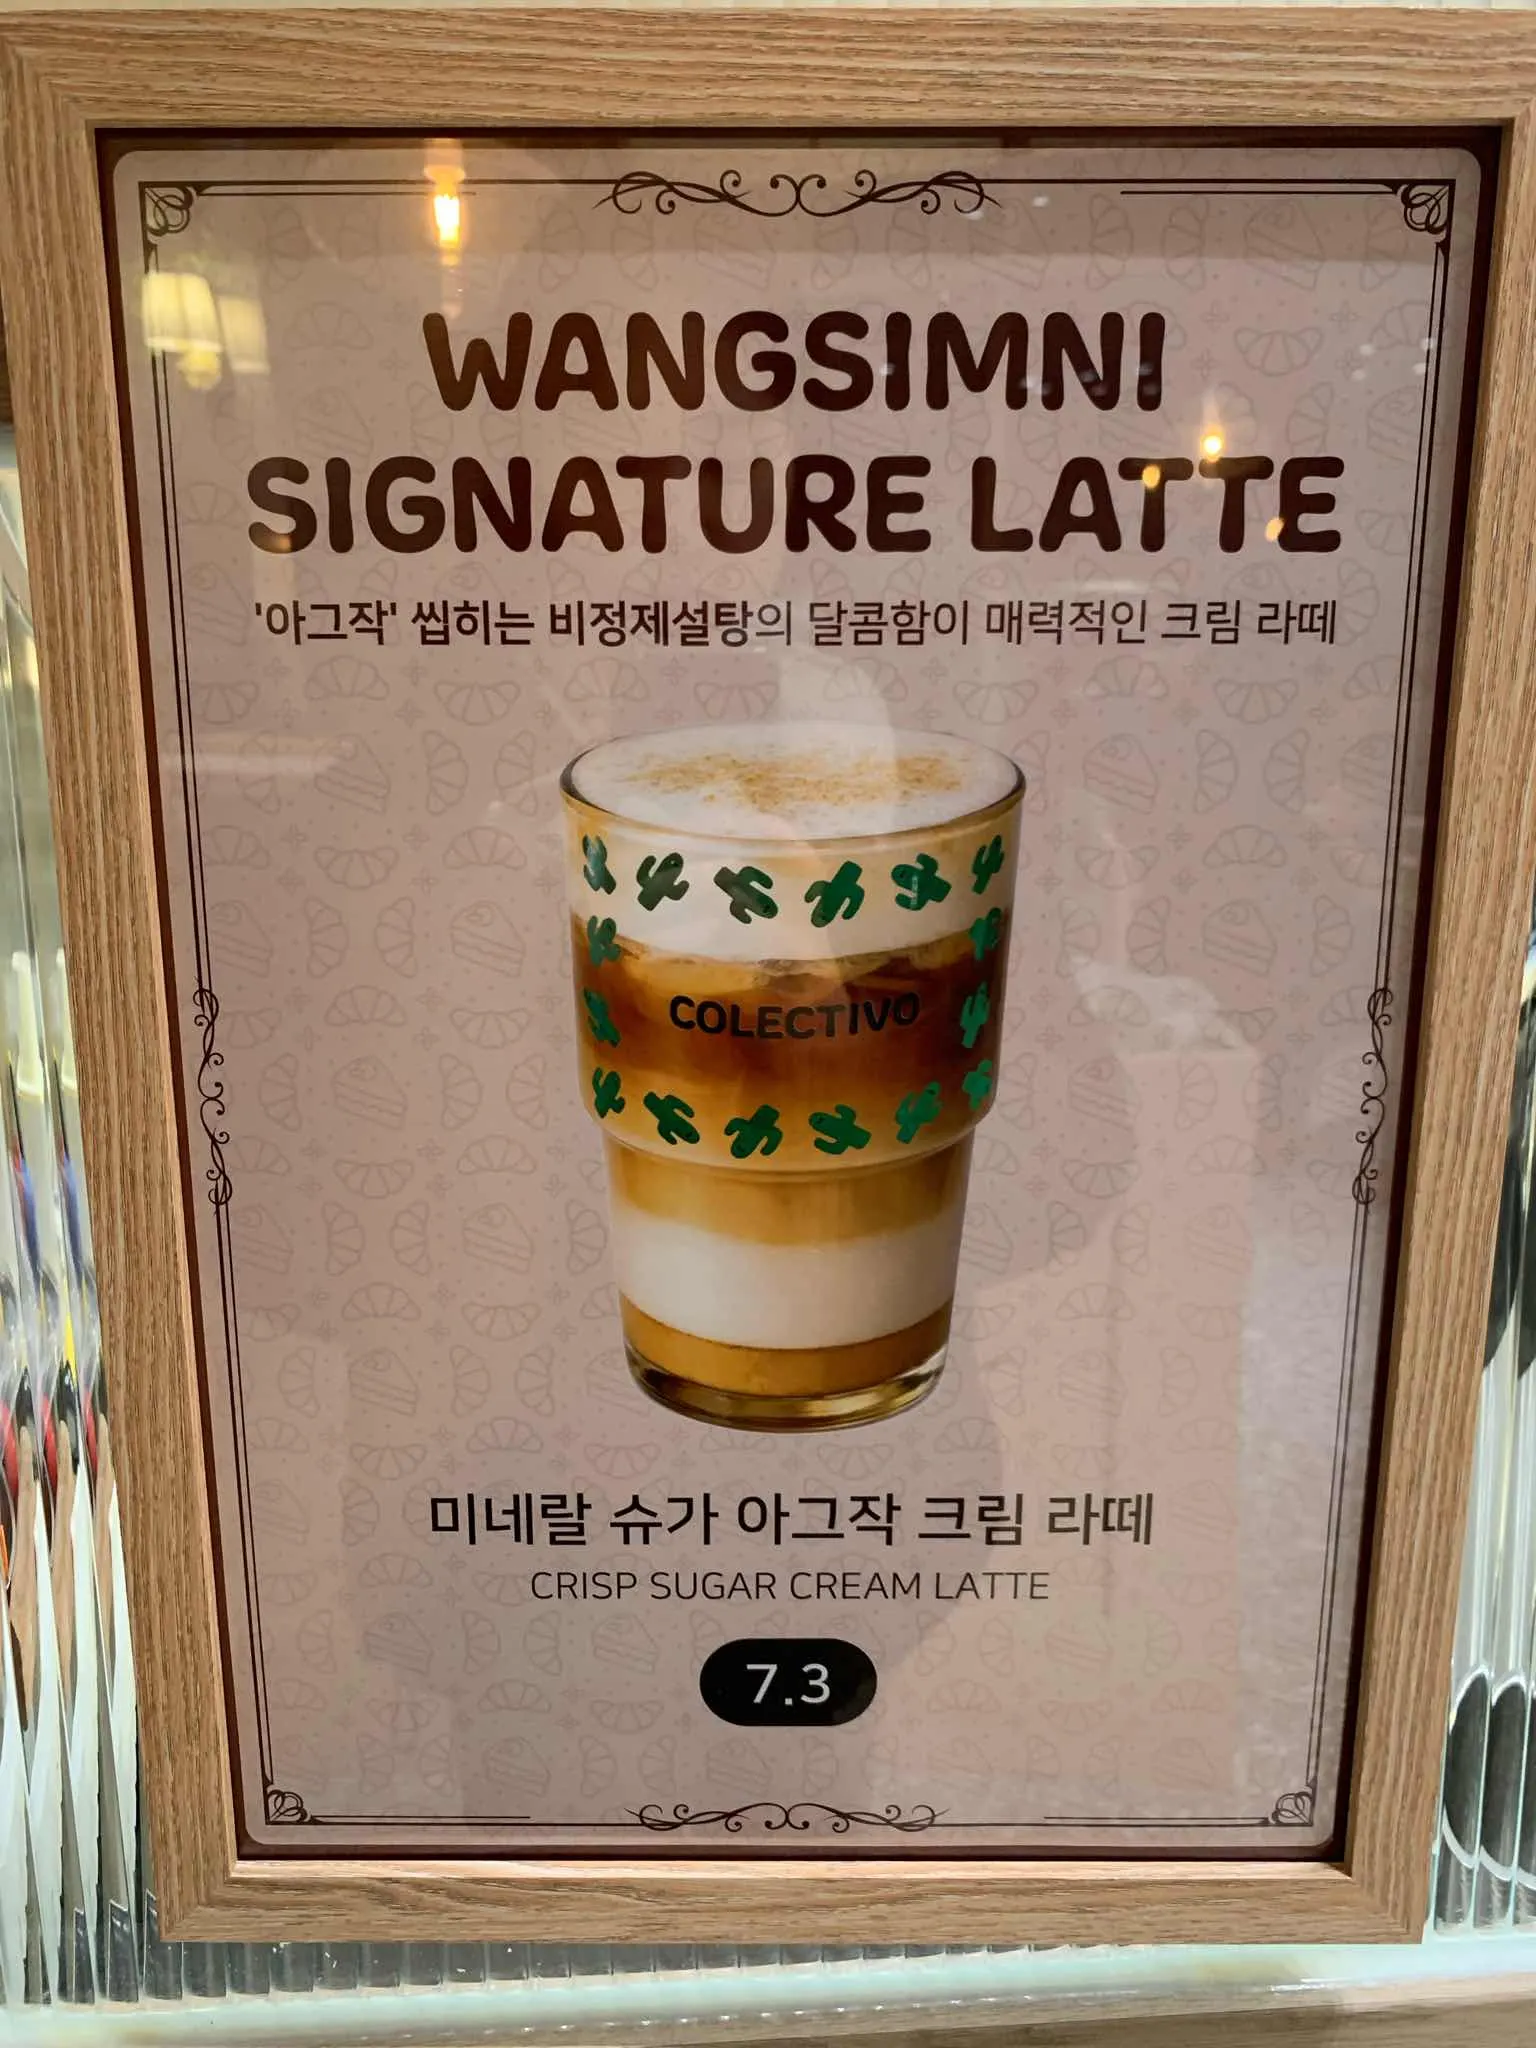 WANGSIMNI
SIGNATURE LATTE
'아그작' 씹히는 비정제설탕의 달콤함이 매력적인 크림 라떼
COLECTIVO
미네랄 슈가 아그작 크림 라떼
CRISP SUGAR CREAM LATTE
7.3